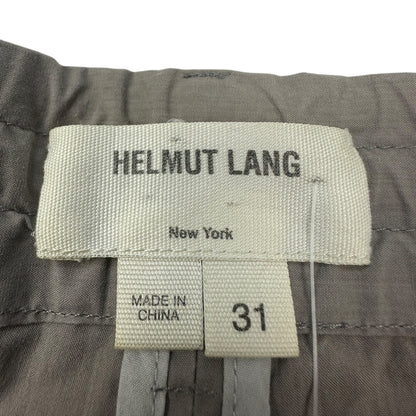 HELMUT LANG
New York
MADE IN
CHINA
31